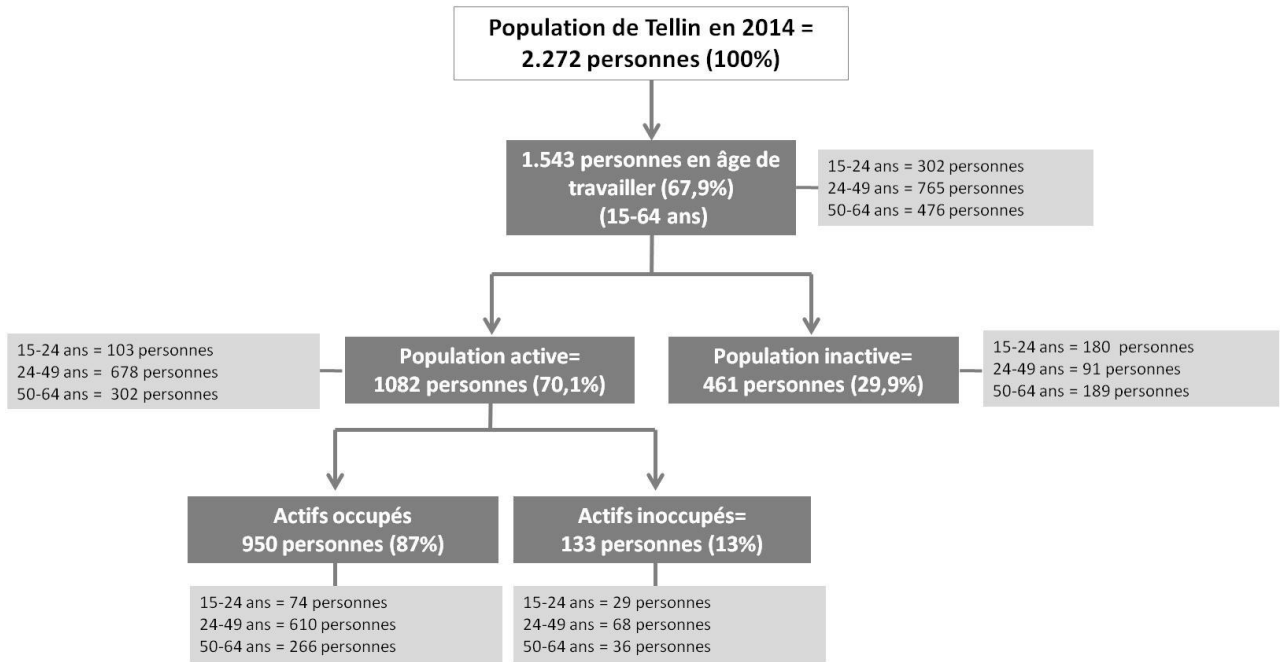 Population de Tellin en 2014 =
2.272 personnes (100%)
1.543 personnes en âge de
travailler (67,9%)
(15-64 ans)
15-24 ans = 302 personnes
24-49 ans = 765 personnes
50-64 ans = 476 personnes
15-24 ans = 103 personnes
24-49 ans = 678 personnes
50-64 ans = 302 personnes
Population active=
1082 personnes (70,1%)
Population inactive=
461 personnes (29,9%)
15-24 ans = 180 personnes
24-49 ans = 91 personnes
50-64 ans = 189 personnes
Actifs occupés
950 personnes (87%)
Actifs inoccupés=
133 personnes (13%)
15-24 ans = 74 personnes
24-49 ans = 610 personnes
50-64 ans = 266 personnes
15-24 ans = 29 personnes
24-49 ans = 68 personnes
50-64 ans = 36 personnes